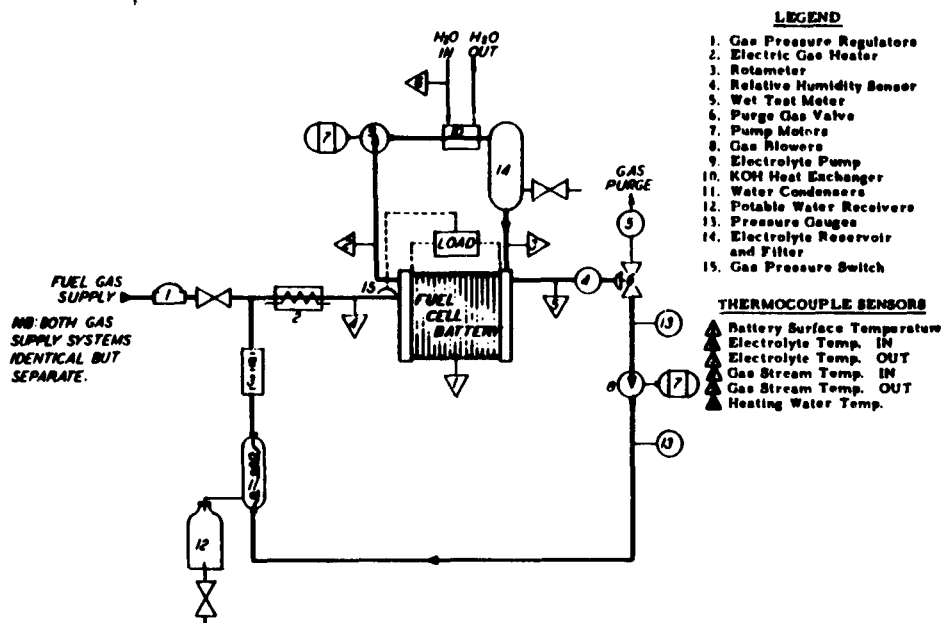 LEGEND
1. Gas Pressure Regulators
2. Electric Gas Heater
3. Rotameter
4. Relative Humidity Sensor
5. Wet Test Meter
6. Purge Gas Valve
7. Pump Motors
8. Gas Blowers
9. Electrolyte Pump
10. KOH Heat Exchanger
11. Water Condensers
12. Potable Water Receivers
13. Pressure Gauges
14. Electrolyte Reservoir
and Filter
15. Gas Pressure Switch
THERMOCOUPLE SENSORS
Battery Surface Temperature
Electrolyte Temp. IN
Electrolyte Temp. OUT
Gas Stream Temp. IN
Gas Stream Temp. OUT
Heating Water Temp.
H2O
IN
H2O
OUT
7
10
14
GAS
PURGE
5
2
LOAD
3
FUEL GAS
SUPPLY
1
2
4
15
FUEL
CELL
BATTERY
4
13
NB: BOTH GAS
SUPPLY SYSTEMS
IDENTICAL BUT
SEPARATE.
1
8
7
13
11
12